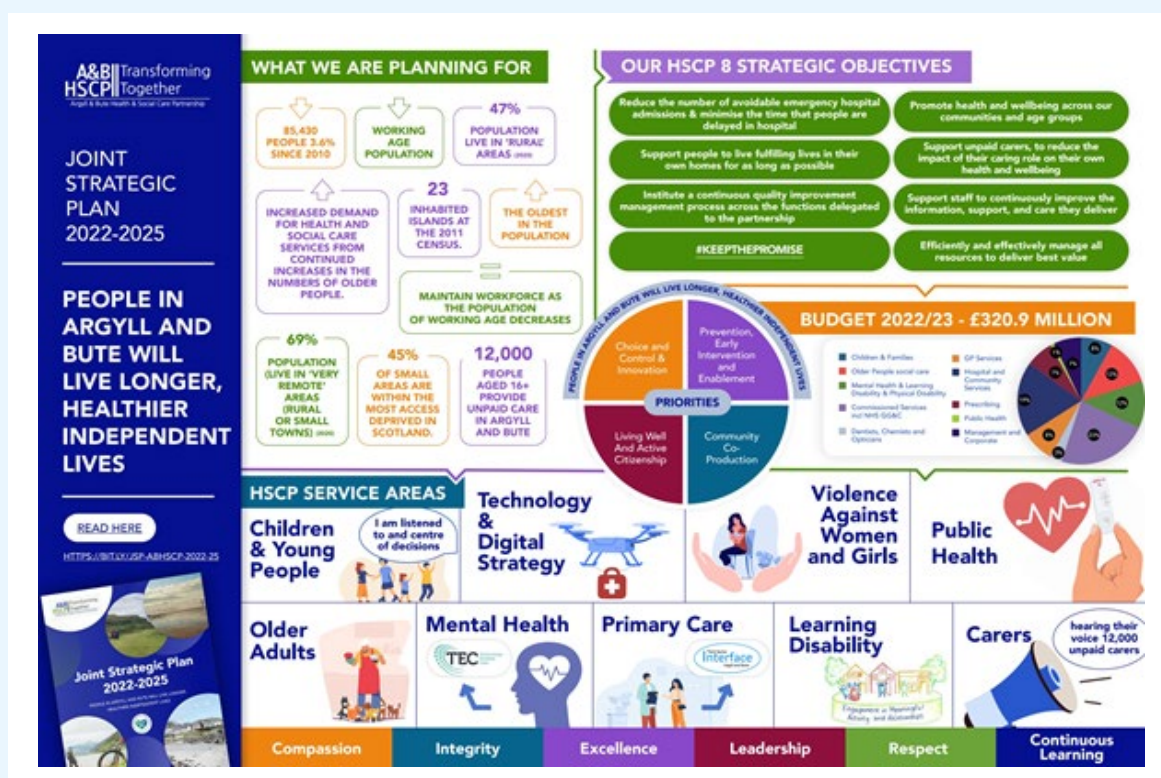 A&B HSCP Transforming Together
Argyll & Bute Health & Social Care Partnership
JOINT
STRATEGIC
PLAN
2022-2025
PEOPLE IN
ARGYLL AND
BUTE WILL
LIVE LONGER,
HEALTHIER
INDEPENDENT
LIVES
READ HERE
HTTPS://BIT.LY/JSP-ABHSCP-2022-25
Joint Strategic Plan
2022-2025
WHAT WE ARE PLANNING FOR
85,430
PEOPLE 3.6%
SINCE 2010
WORKING
AGE
POPULATION
47%
POPULATION
LIVE IN 'RURAL'
AREAS (2020)
INCREASED DEMAND
FOR HEALTH AND
SOCIAL CARE
SERVICES FROM
CONTINUED
INCREASES IN THE
NUMBERS OF OLDER
PEOPLE.
23
INHABITED
ISLANDS AT
THE 2011
CENSUS.
THE OLDEST
IN THE
POPULATION
MAINTAIN WORKFORCE AS
THE POPULATION
OF WORKING AGE DECREASES
69%
POPULATION
(LIVE IN 'VERY
REMOTE'
AREAS
(RURAL
OR SMALL
TOWNS) (2020)
45%
OF SMALL
AREAS ARE
WITHIN THE
MOST ACCESS
DEPRIVED IN
SCOTLAND.
12,000
PEOPLE
AGED 16+
PROVIDE
UNPAID CARE
IN ARGYLL
AND BUTE
OUR HSCP 8 STRATEGIC OBJECTIVES
Reduce the number of avoidable emergency hospital
admissions & minimise the time that people are
delayed in hospital
Promote health and wellbeing across our
communities and age groups
Support people to live fulfilling lives in their
own homes for as long as possible
Support unpaid carers, to reduce the
impact of their caring role on their own
health and wellbeing
Institute a continuous quality improvement
management process across the functions delegated
to the partnership
Support staff to continuously improve the
information, support, and care they deliver
#KEEPTHEPROMISE
Efficiently and effectively manage all
resources to deliver best value
PEOPLE IN ARGYLL AND BUTE WILL LIVE LONGER, HEALTHIER INDEPENDENT LIVES
Choice and
Control &
Innovation
Prevention,
Early
Intervention
and
Enablement
PRIORITIES
Living Well
And Active
Citizenship
Community
Co-
Production
BUDGET 2022/23 - £320.9 MILLION
Children & Families
Older People social care
Mental Health & Learning
Disability & Physical Disability
Commissioned Services
incl NHS GG&C
Dentists, Chemists and
Opticians
GP Services
Hospital and
Community
Services
Prescribing
Public Health
Management and
Corporate
HSCP SERVICE AREAS
Children
& Young
People
I am listened
to and centre
of decisions
Technology
&
Digital
Strategy
Violence
Against
Women
and Girls
Public
Health
Older
Adults
Mental Health
TEC
Primary Care
Interface
Learning
Disability
Carers
hearing their
voice 12,000
unpaid carers
Compassion
Integrity
Excellence
Leadership
Respect
Continuous
Learning